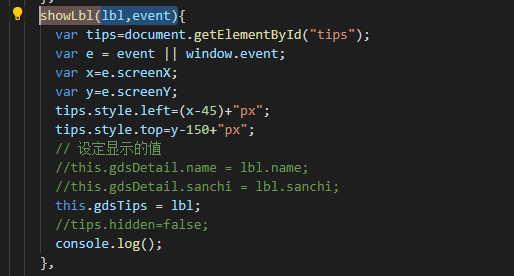 showLbl(lbl,event){
var tips=document.getElementById("tips");
var e = event || window.event;
var x=e.screenX;
var y=e.screenY;
tips.style.left=(x-45)+"px";
tips.style.top=y-150+"px";
// 设定显示的值
//this.gdsDetail.name = lbl.name;
//this.gdsDetail.sanchi = lbl.sanchi;
this.gdsTips = lbl;
//tips.hidden=false;
console.log();
},